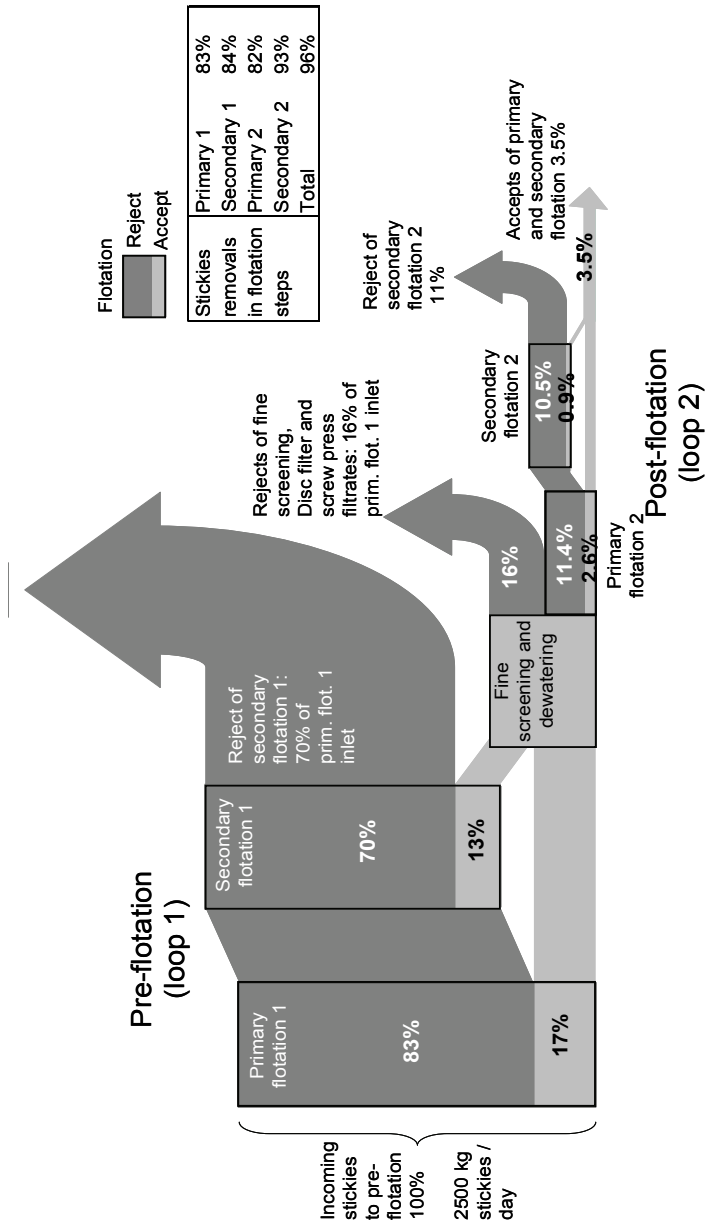 Pre-flotation
(loop 1)
Flotation
Reject
Accept
Stickies
removals
in flotation
steps
Primary 1 83%
Secondary 1 84%
Primary 2 82%
Secondary 2 93%
Total 96%
Incoming
stickies
to pre-
flotation
100%
2500 kg
stickies /
day
Primary
flotation 1
83%
17%
Secondary
flotation 1
70%
13%
Reject of
secondary
flotation 1:
70% of
prim. flot. 1
inlet
Rejects of fine
screening,
Disc filter and
screw press
filtrates: 16% of
prim. flot. 1 inlet
Fine
screening and
dewatering
16%
11.4%
2.6%
Primary
flotation 2
Secondary
flotation 2
10.5%
0.9%
Reject of
secondary
flotation 2
11%
Accepts of primary
and secondary
flotation 3.5%
3.5%
Post-flotation
(loop 2)